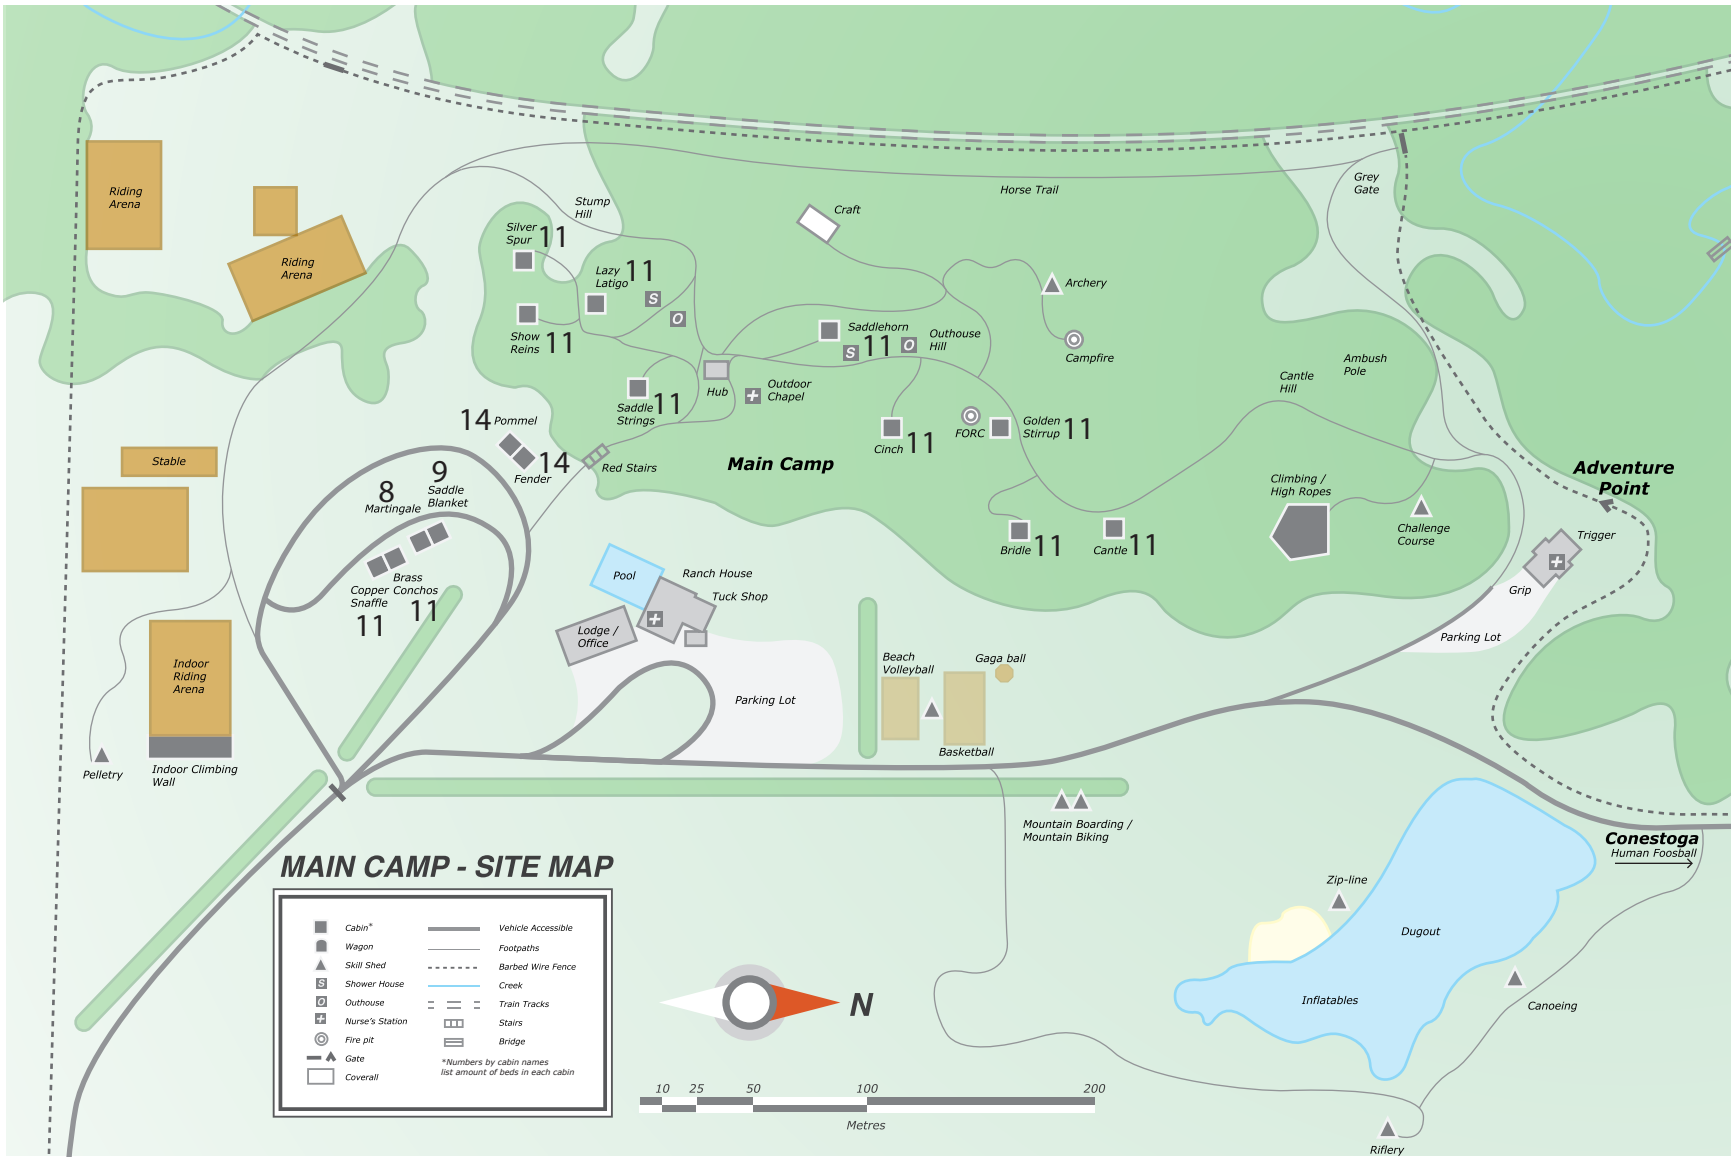 Riding
Arena
Riding
Arena
Stump
Hill
Silver
Spur
11
Lazy
Latigo
11
S
O
Show
Reins
11
Craft
Horse Trail
Grey
Gate
Archery
Campfire
Saddlehorn
S
11
O
Outhouse
Hill
Ambush
Pole
Cantle
Hill
Hub
Outdoor
Chapel
Saddle
Strings
11
14
Pommel
14
Fender
Red Stairs
Main Camp
Cinch
11
FORC
Golden
Stirrup
11
Stable
9
8
Saddle
Blanket
Martingale
Brass
Conchos
Copper
Snaffle
11
11
Climbing /
High Ropes
Adventure
Point
Challenge
Course
Trigger
Bridle
11
Cantle
11
Grip
Parking Lot
Pool
Ranch House
Tuck Shop
Lodge /
Office
Parking Lot
Beach
Volleyball
Gaga ball
Basketball
Indoor
Riding
Arena
Indoor Climbing
Wall
Pelletry
Mountain Boarding /
Mountain Biking
Conestoga
Human Foosball
Zip-line
Dugout
Inflatables
Canoeing
Riflery
MAIN CAMP - SITE MAP
Cabin*
Wagon
Skill Shed
S
Shower House
O
Outhouse
Nurse's Station
Fire pit
Gate
Coverall
Vehicle Accessible
Footpaths
Barbed Wire Fence
Creek
Train Tracks
Stairs
Bridge
*Numbers by cabin names
list amount of beds in each cabin
N
10 25 50 100 200
Metres